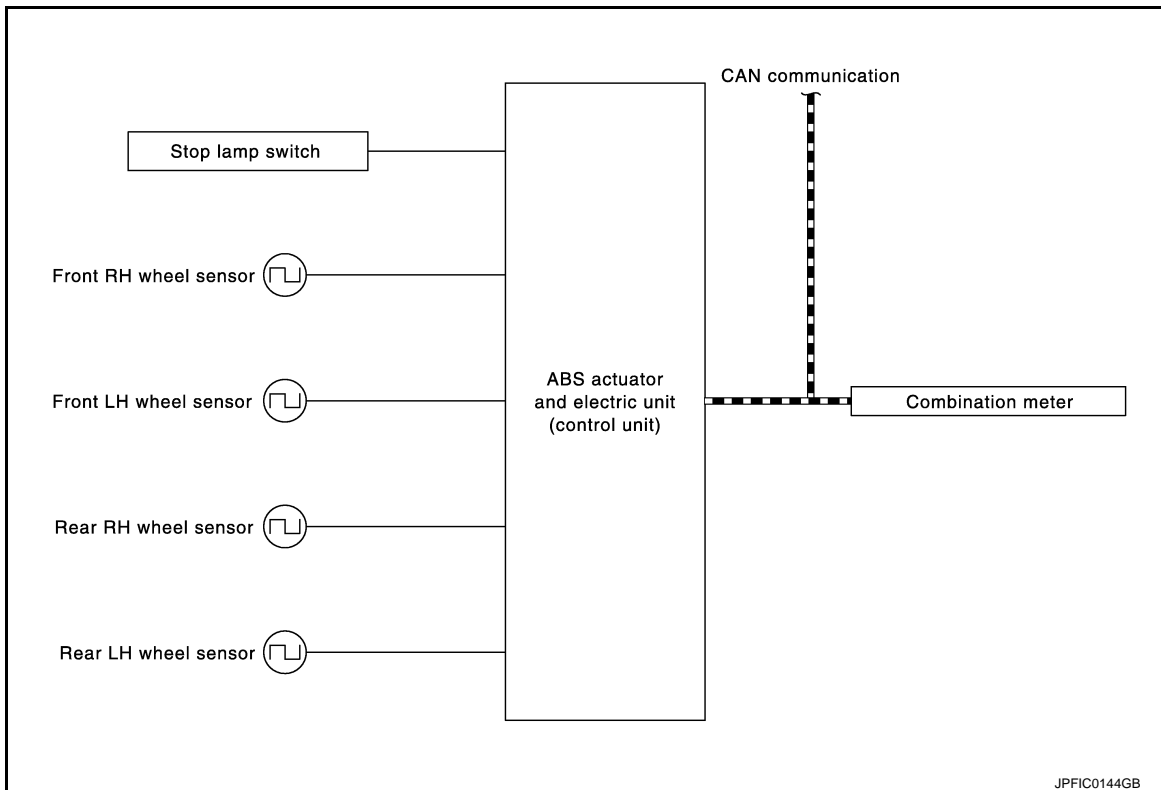 CAN communication
Stop lamp switch
Front RH wheel sensor
Front LH wheel sensor
ABS actuator
and electric unit
(control unit)
Combination meter
Rear RH wheel sensor
Rear LH wheel sensor
JPFIC0144GB